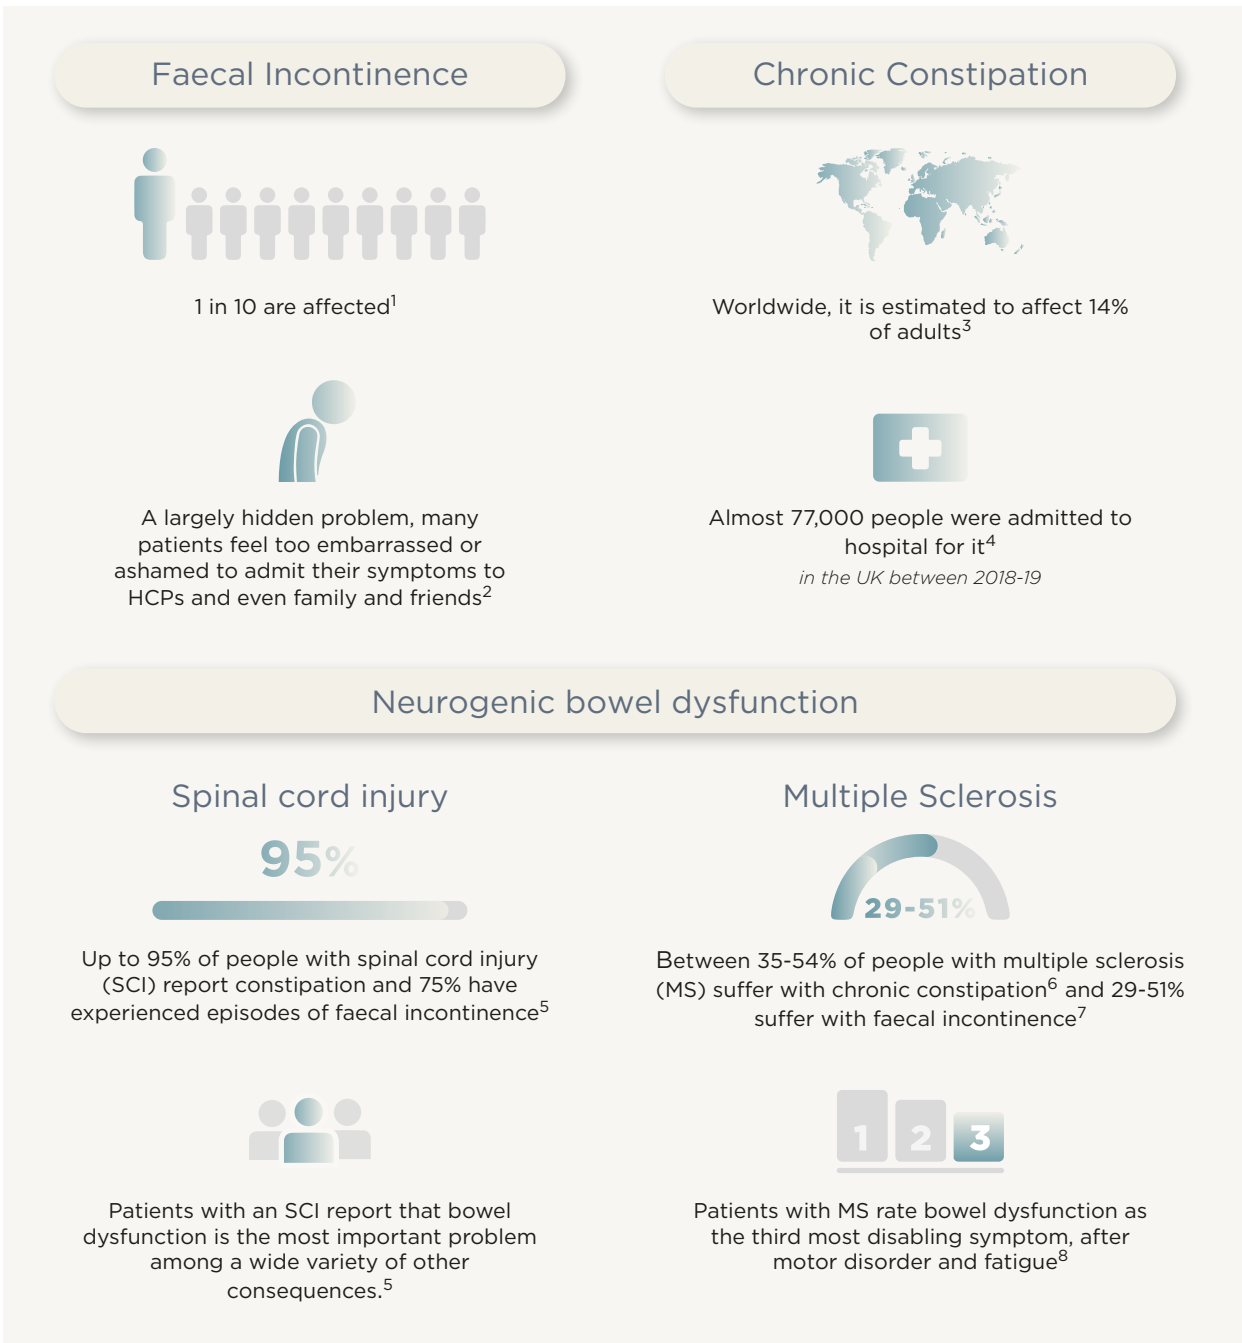 Faecal Incontinence
Chronic Constipation
1 in 10 are affected¹
Worldwide, it is estimated to affect 14%
of adults³
A largely hidden problem, many
patients feel too embarrassed or
ashamed to admit their symptoms to
HCPs and even family and friends²
Almost 77,000 people were admitted to
hospital for it⁴
in the UK between 2018-19
Neurogenic bowel dysfunction
Spinal cord injury
95%
Up to 95% of people with spinal cord injury
(SCI) report constipation and 75% have
experienced episodes of faecal incontinence⁵
Multiple Sclerosis
29-51%
Between 35-54% of people with multiple sclerosis
(MS) suffer with chronic constipation⁶ and 29-51%
suffer with faecal incontinence⁷
Patients with an SCI report that bowel
dysfunction is the most important problem
among a wide variety of other
consequences.⁵
1 2 3
Patients with MS rate bowel dysfunction as
the third most disabling symptom, after
motor disorder and fatigue⁸